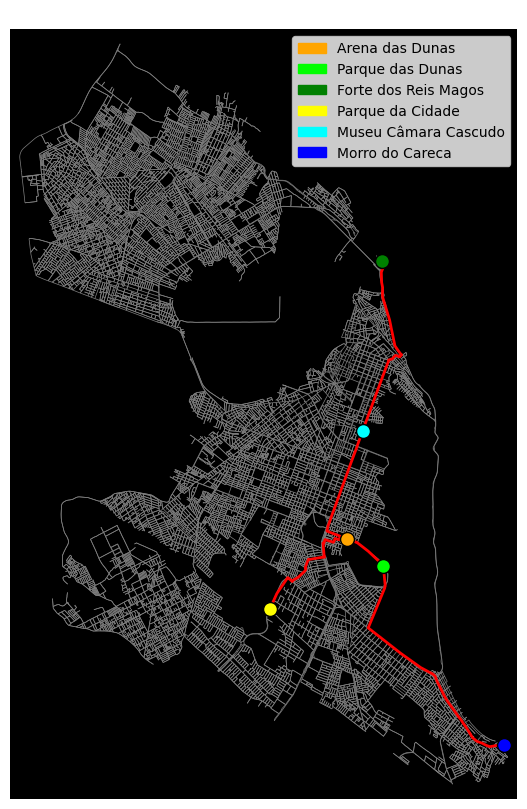 Arena das Dunas
Parque das Dunas
Forte dos Reis Magos
Parque da Cidade
Museu Câmara Cascudo
Morro do Careca